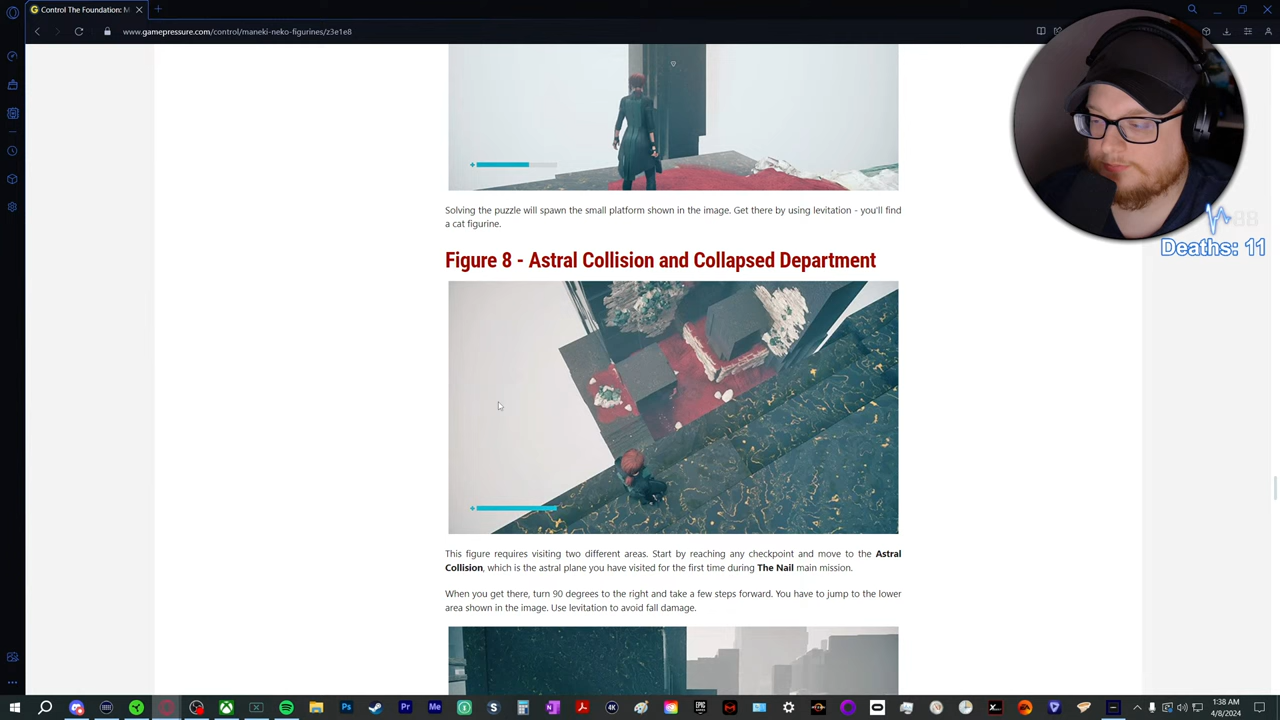 Control The Foundation: M
www.gamepressure.com/control/maneki-neko-figurines/z3e1e8
88
Deaths: 11
Solving the puzzle will spawn the small platform shown in the image. Get there by using levitation - you'll find
a cat figurine.
Figure 8 - Astral Collision and Collapsed Department
This figure requires visiting two different areas. Start by reaching any checkpoint and move to the Astral
Collision, which is the astral plane you have visited for the first time during The Nail main mission.
When you get there, turn 90 degrees to the right and take a few steps forward. You have to jump to the lower
area shown in the image. Use levitation to avoid fall damage.
1:38 AM
4/8/2024